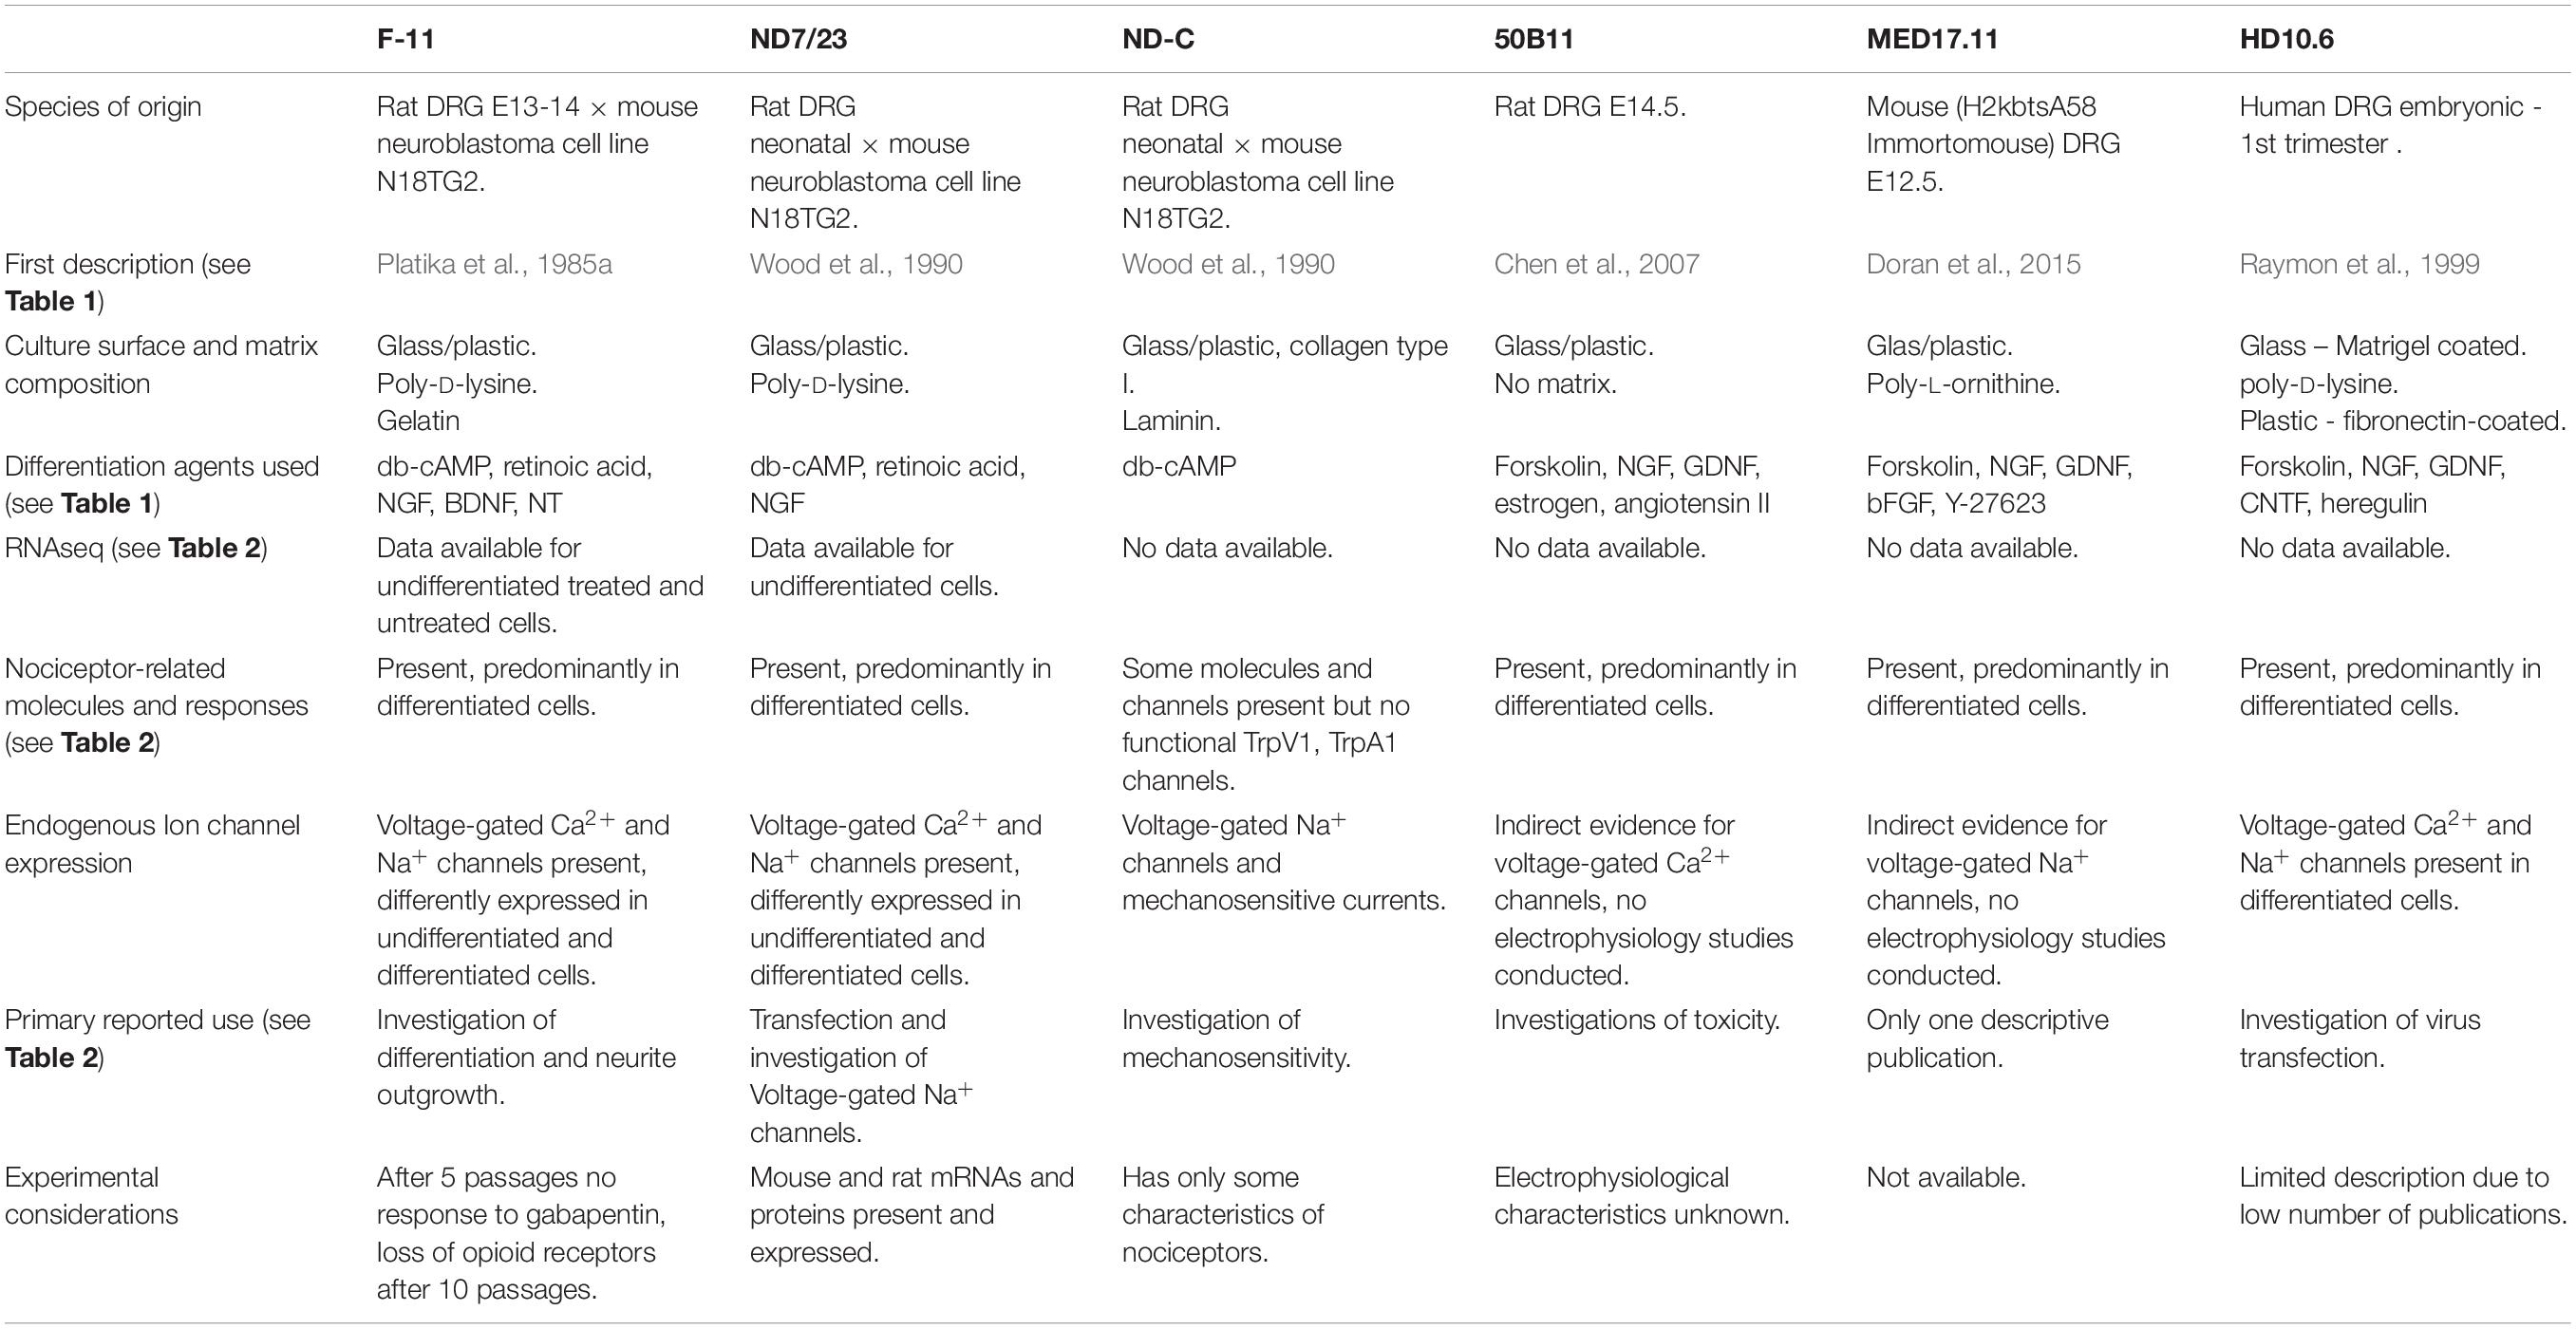 F-11 ND7/23 ND-C 50B11 MED17.11 HD10.6
Species of origin
Rat DRG E13-14 × mouse
neuroblastoma cell line
N18TG2.
Rat DRG
neonatal × mouse
neuroblastoma cell line
N18TG2.
Rat DRG
neonatal × mouse
neuroblastoma cell line
N18TG2.
Rat DRG E14.5.
Mouse (H2kbtsA58
Immortomouse) DRG
E12.5.
Human DRG embryonic -
1st trimester .
First description (see
Table 1)
Platika et al., 1985a
Wood et al., 1990
Wood et al., 1990
Chen et al., 2007
Doran et al., 2015
Raymon et al., 1999
Culture surface and matrix
composition
Glass/plastic.
Poly-D-lysine.
Gelatin
Glass/plastic.
Poly-D-lysine.
Glass/plastic, collagen type
I.
Laminin.
Glass/plastic.
No matrix.
Glas/plastic.
Poly-L-ornithine.
Glass – Matrigel coated.
poly-D-lysine.
Plastic - fibronectin-coated.
Differentiation agents used
(see Table 1)
db-cAMP, retinoic acid,
NGF, BDNF, NT
db-cAMP, retinoic acid,
NGF
db-cAMP
Forskolin, NGF, GDNF,
estrogen, angiotensin II
Forskolin, NGF, GDNF,
bFGF, Y-27623
Forskolin, NGF, GDNF,
CNTF, heregulin
RNAseq (see Table 2)
Data available for
undifferentiated treated and
untreated cells.
Data available for
undifferentiated cells.
No data available.
No data available.
No data available.
No data available.
Nociceptor-related
molecules and responses
(see Table 2)
Present, predominantly in
differentiated cells.
Present, predominantly in
differentiated cells.
Some molecules and
channels present but no
functional TrpV1, TrpA1
channels.
Present, predominantly in
differentiated cells.
Present, predominantly in
differentiated cells.
Present, predominantly in
differentiated cells.
Endogenous Ion channel
expression
Voltage-gated Ca2+ and
Na+ channels present,
differently expressed in
undifferentiated and
differentiated cells.
Voltage-gated Ca2+ and
Na+ channels present,
differently expressed in
undifferentiated and
differentiated cells.
Voltage-gated Na+
channels and
mechanosensitive currents.
Indirect evidence for
voltage-gated Ca2+
channels, no
electrophysiology studies
conducted.
Indirect evidence for
voltage-gated Na+
channels, no
electrophysiology studies
conducted.
Voltage-gated Ca2+ and
Na+ channels present in
differentiated cells.
Primary reported use (see
Table 2)
Investigation of
differentiation and neurite
outgrowth.
Transfection and
investigation of
Voltage-gated Na+
channels.
Investigation of
mechanosensitivity.
Investigations of toxicity.
Only one descriptive
publication.
Investigation of virus
transfection.
Experimental
considerations
After 5 passages no
response to gabapentin,
loss of opioid receptors
after 10 passages.
Mouse and rat mRNAs and
proteins present and
expressed.
Has only some
characteristics of
nociceptors.
Electrophysiological
characteristics unknown.
Not available.
Limited description due to
low number of publications.